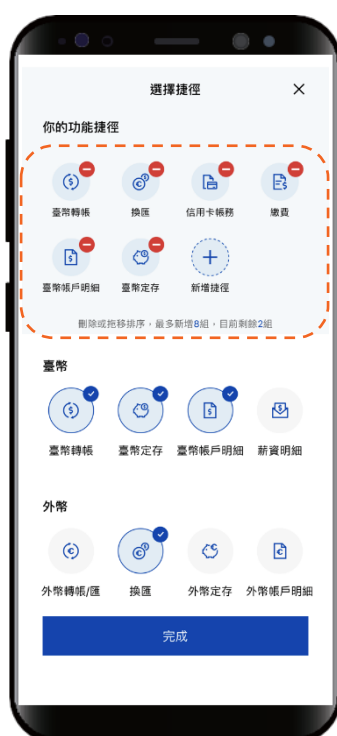 選擇捷徑
你的功能捷徑
臺幣轉帳 換匯 信用卡帳務 繳費
臺幣帳戶明細 臺幣定存 新增捷徑
刪除或拖移排序，最多新增8組，目前剩餘2組
臺幣
臺幣轉帳 臺幣定存 臺幣帳戶明細 薪資明細
外幣
外幣轉帳/匯 換匯 外幣定存 外幣帳戶明細
完成